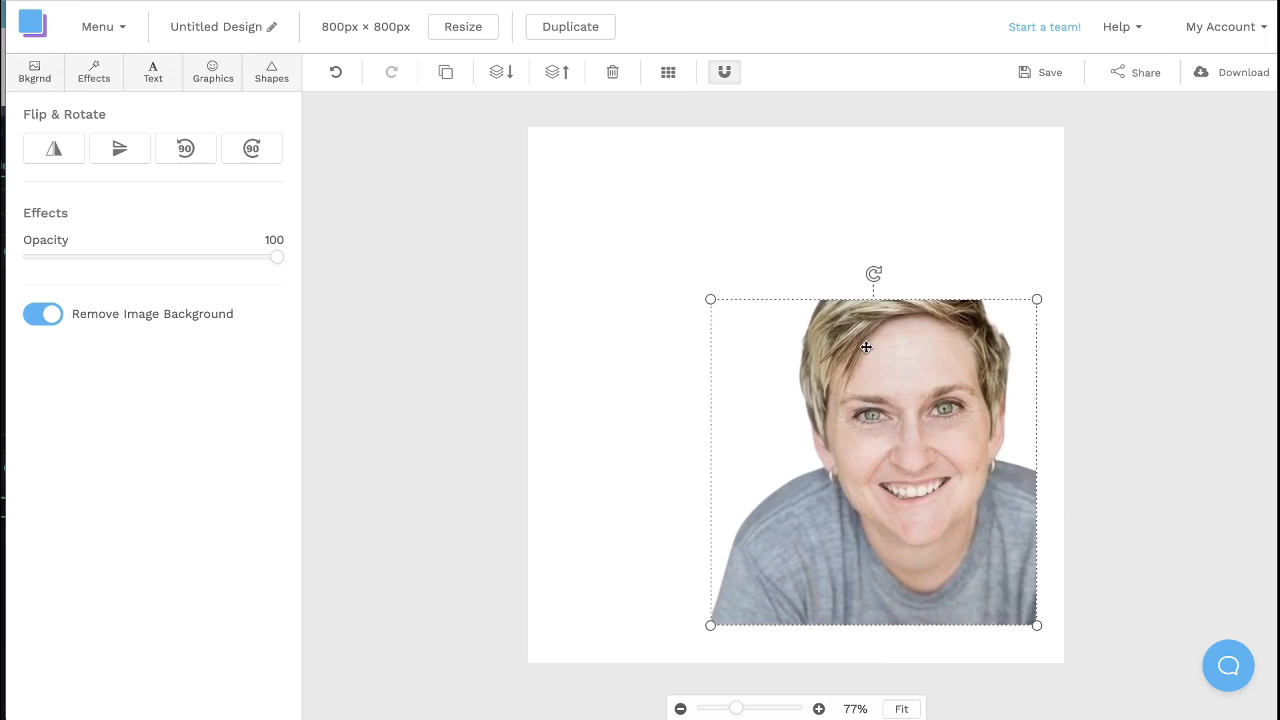 Menu
Untitled Design
800px × 800px
Resize
Duplicate
Start a team!
Help
My Account
Bkgrnd
Effects
Text
Graphics
Shapes
Save
Share
Download
Flip & Rotate
90
90
Effects
Opacity 100
Remove Image Background
77%
Fit